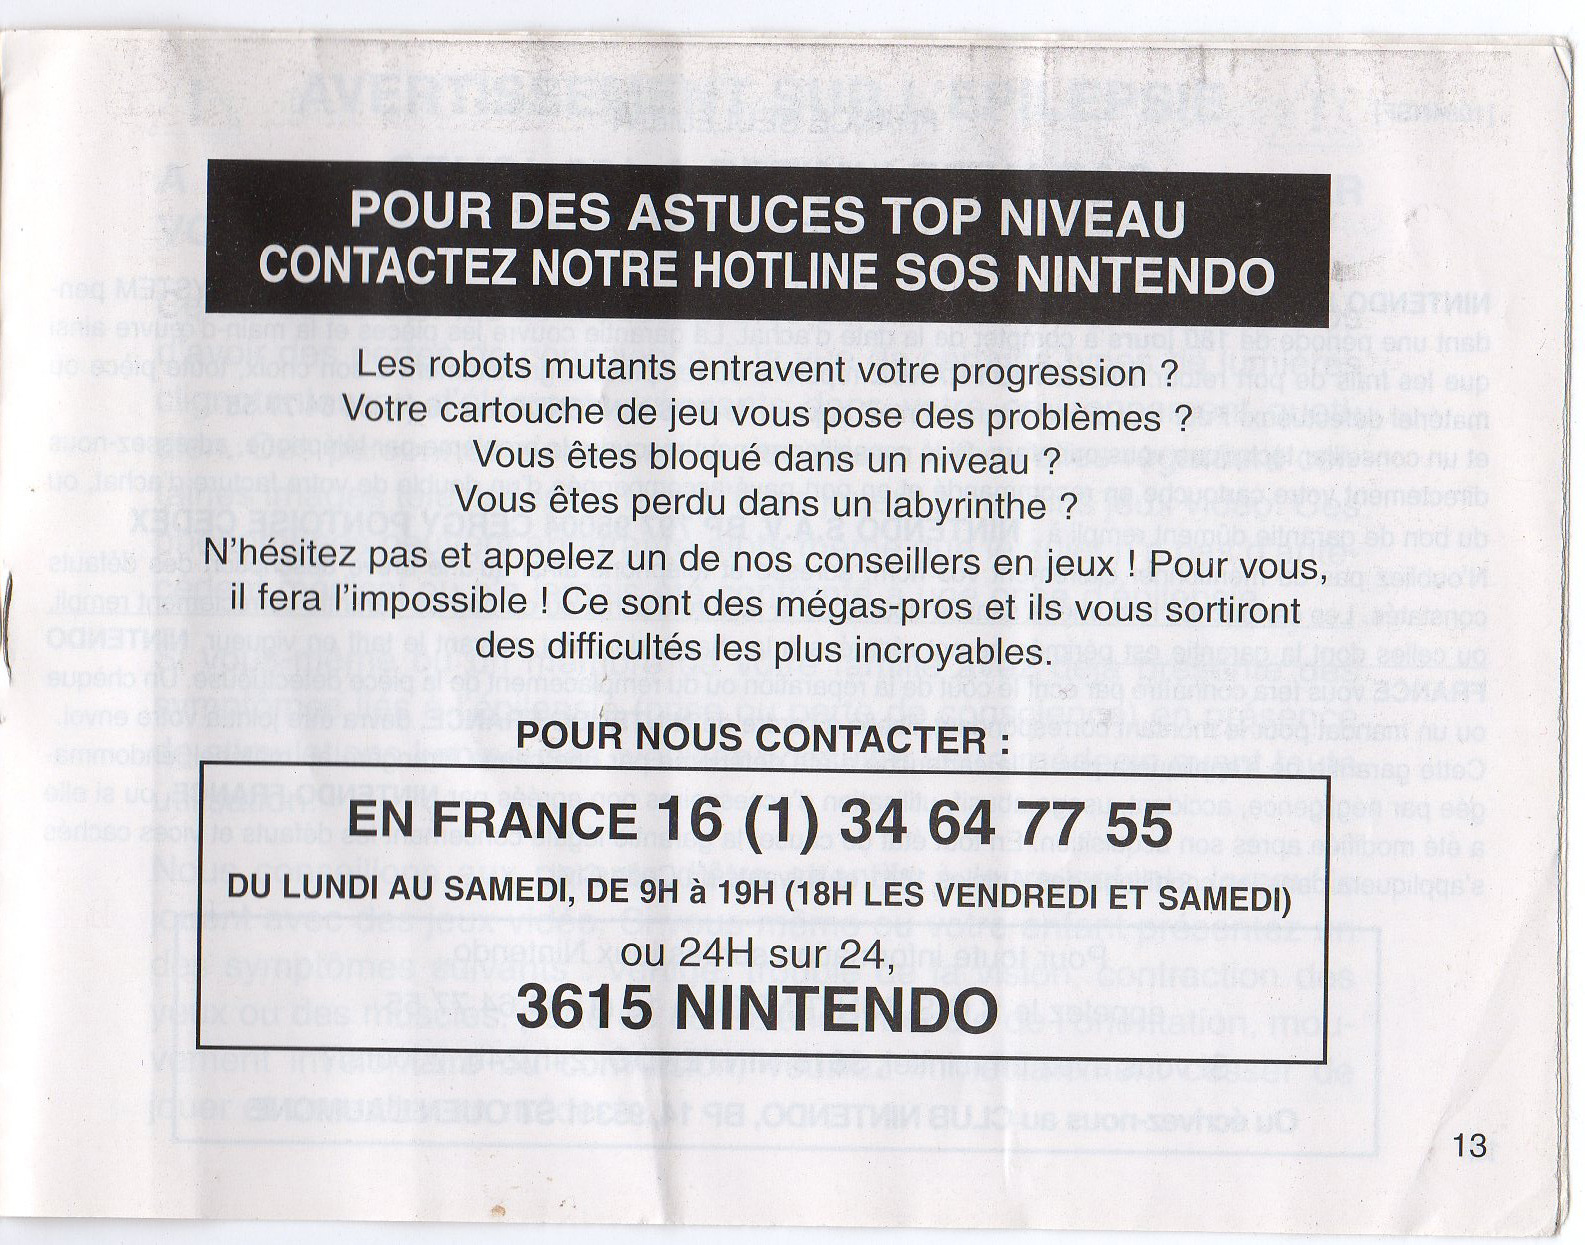 POUR DES ASTUCES TOP NIVEAU
CONTACTEZ NOTRE HOTLINE SOS NINTENDO
Les robots mutants entravent votre progression ?
Votre cartouche de jeu vous pose des problèmes ?
Vous êtes bloqué dans un niveau ?
Vous êtes perdu dans un labyrinthe ?
N'hésitez pas et appelez un de nos conseillers en jeux ! Pour vous,
il fera l'impossible ! Ce sont des mégas-pros et ils vous sortiront
des difficultés les plus incroyables.
POUR NOUS CONTACTER :
EN FRANCE 16 (1) 34 64 77 55
DU LUNDI AU SAMEDI, DE 9H à 19H (18H LES VENDREDI ET SAMEDI)
ou 24H sur 24,
3615 NINTENDO
13